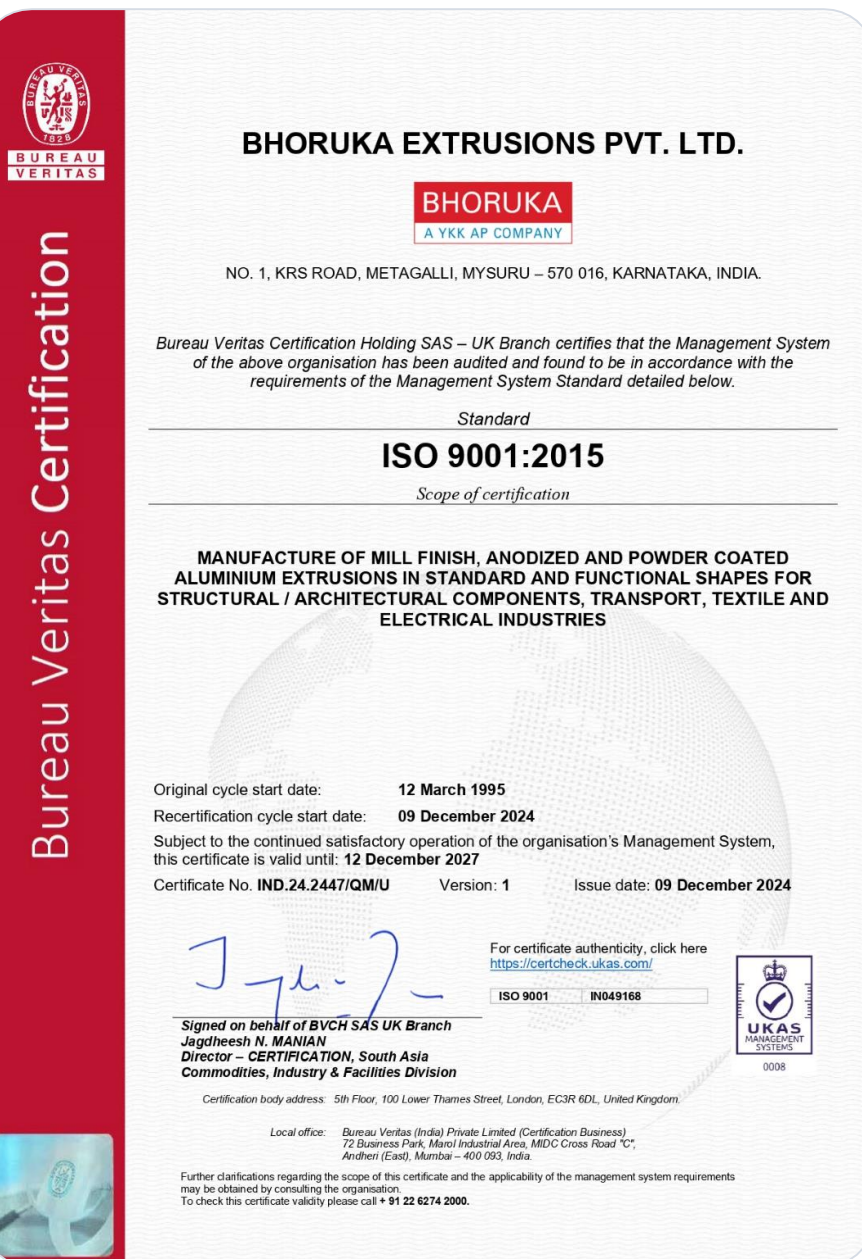 BUREAU VERITAS
1828
BUREAU
VERITAS
Bureau Veritas Certification
BHORUKA EXTRUSIONS PVT. LTD.
BHORUKA
A YKK AP COMPANY
NO. 1, KRS ROAD, METAGALLI, MYSURU – 570 016, KARNATAKA, INDIA.
Bureau Veritas Certification Holding SAS – UK Branch certifies that the Management System
of the above organisation has been audited and found to be in accordance with the
requirements of the Management System Standard detailed below.
Standard
ISO 9001:2015
Scope of certification
MANUFACTURE OF MILL FINISH, ANODIZED AND POWDER COATED
ALUMINIUM EXTRUSIONS IN STANDARD AND FUNCTIONAL SHAPES FOR
STRUCTURAL / ARCHITECTURAL COMPONENTS, TRANSPORT, TEXTILE AND
ELECTRICAL INDUSTRIES
Original cycle start date: 12 March 1995
Recertification cycle start date: 09 December 2024
Subject to the continued satisfactory operation of the organisation's Management System,
this certificate is valid until: 12 December 2027
Certificate No. IND.24.2447/QM/U Version: 1 Issue date: 09 December 2024
For certificate authenticity, click here
https://certcheck.ukas.com/
ISO 9001 IN049168
Signed on behalf of BVCH SAS UK Branch
Jagdheesh N. MANIAN
Director – CERTIFICATION, South Asia
Commodities, Industry & Facilities Division
UKAS
MANAGEMENT
SYSTEMS
0008
Certification body address: 5th Floor, 100 Lower Thames Street, London, EC3R 6DL, United Kingdom.
Local office: Bureau Veritas (India) Private Limited (Certification Business)
72 Business Park, Marol Industrial Area, MIDC Cross Road "C",
Andheri (East), Mumbai – 400 093, India.
Further clarifications regarding the scope of this certificate and the applicability of the management system requirements
may be obtained by consulting the organisation.
To check this certificate validity please call + 91 22 6274 2000.